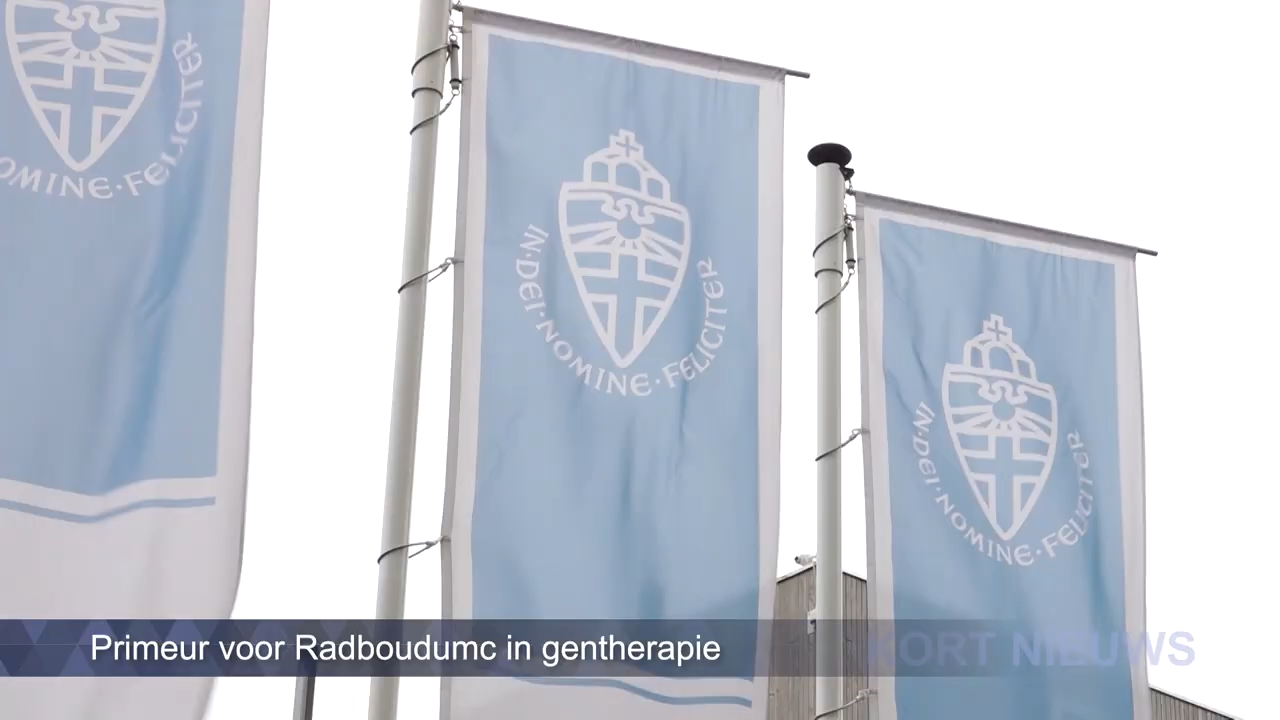 OMINE·FELICITER
IN·DEI·NOMINE·FELICITER
IN·DEI·NOMINE·FELICITER
Primeur voor Radboudumc in gentherapie
KORT NIEUWS